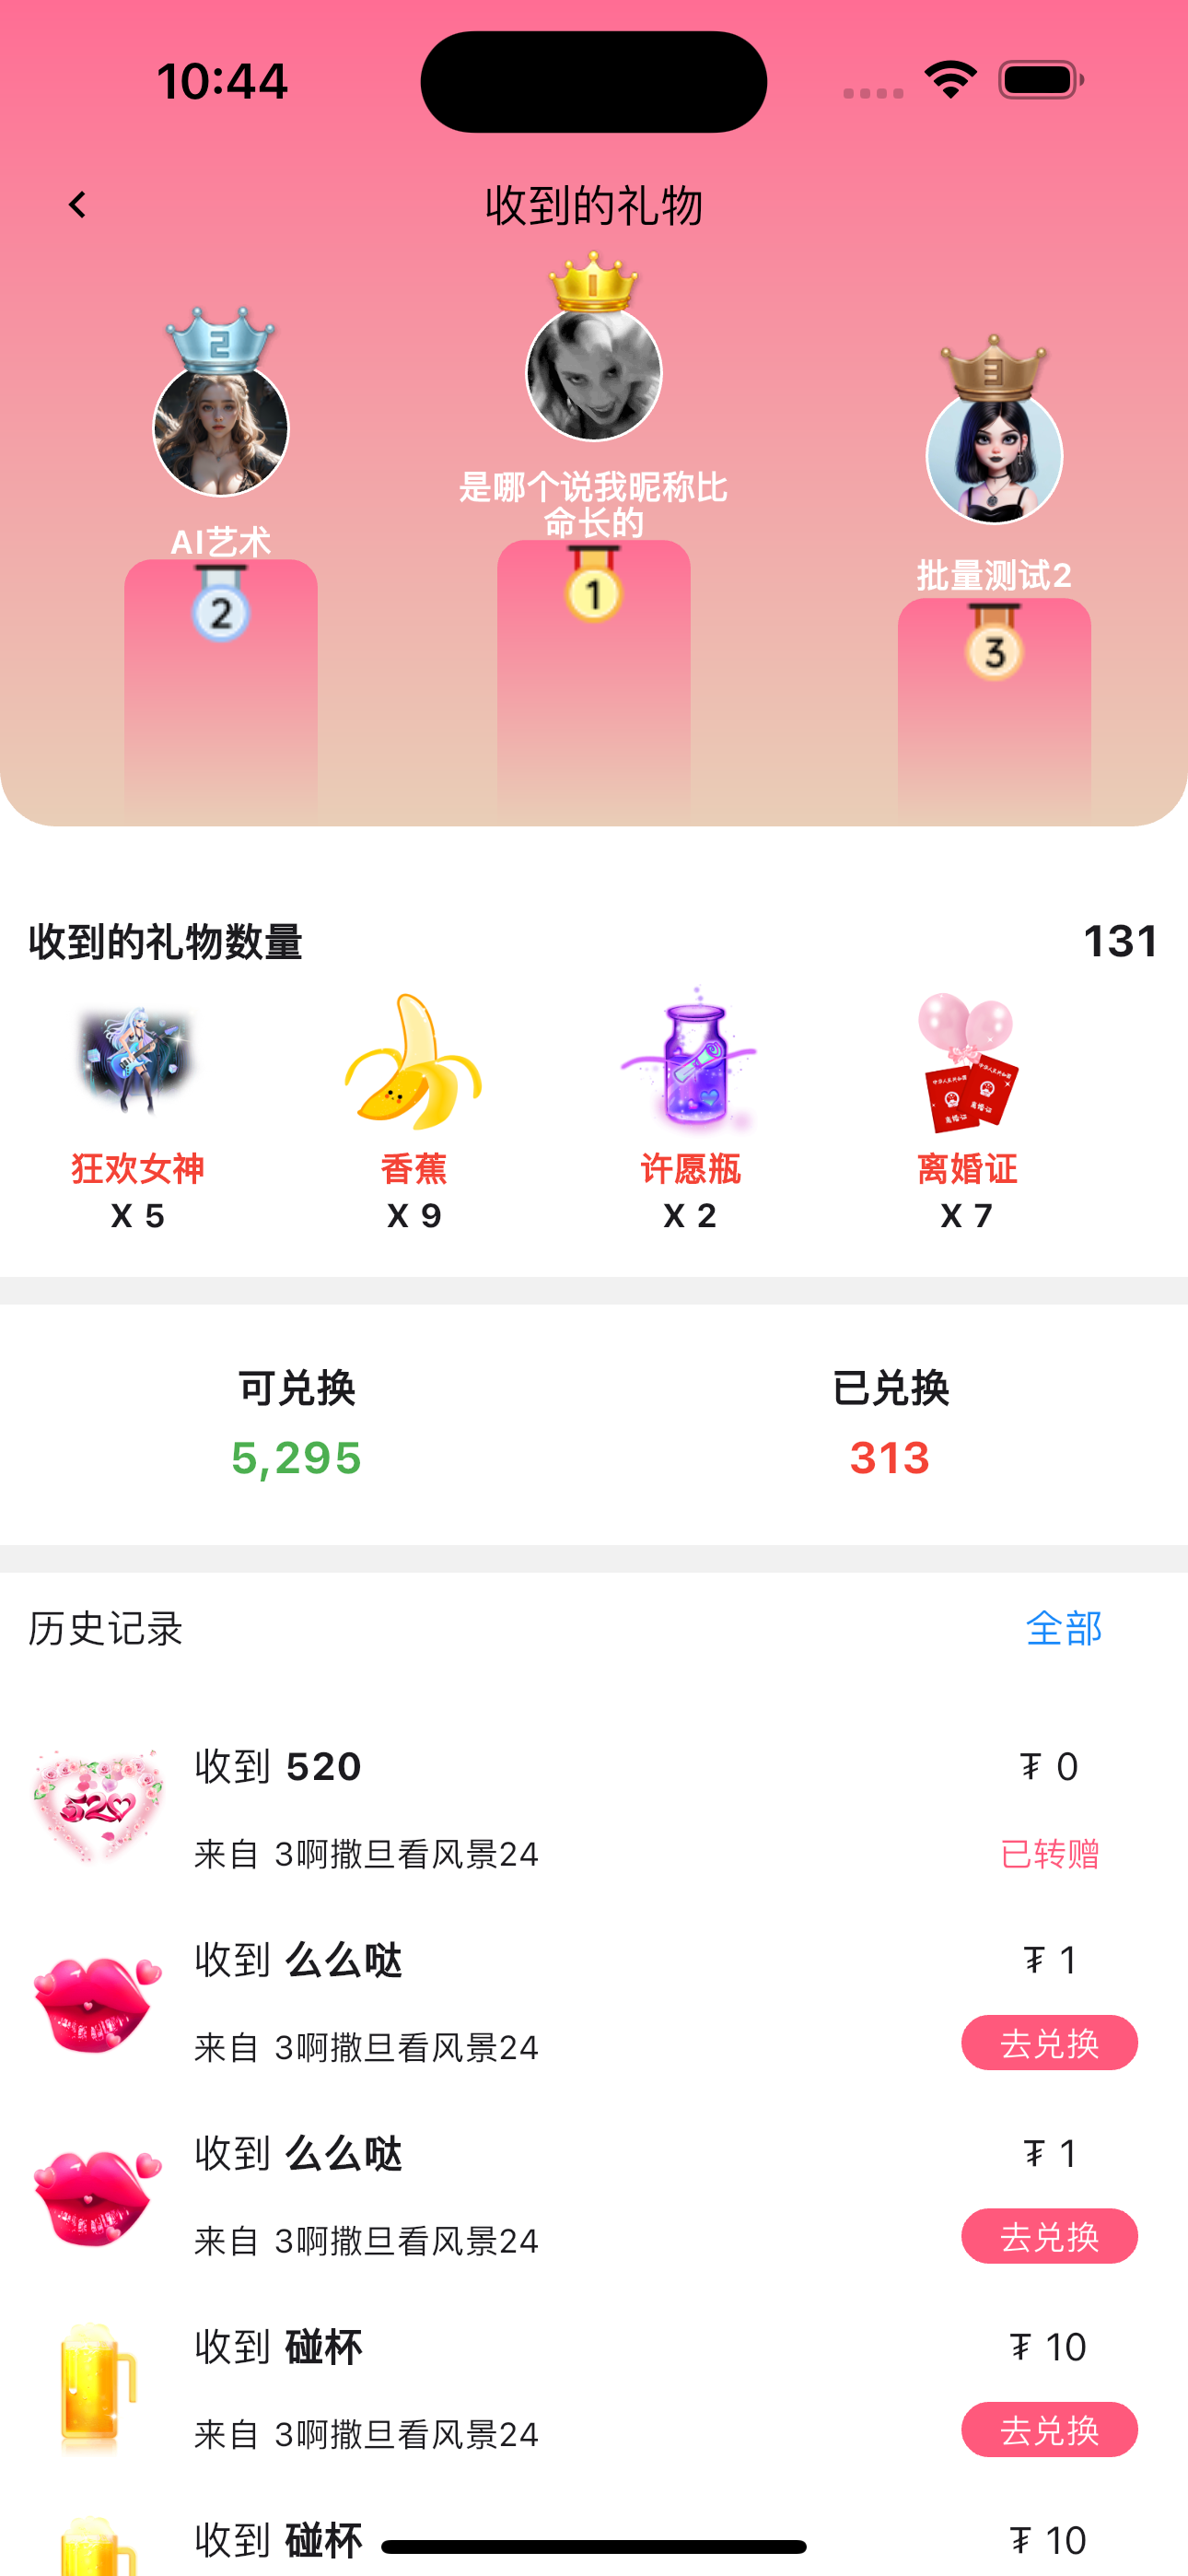 10:44
收到的礼物
1
2
3
是哪个说我昵称比
命长的
AI艺术
批量测试2
1
2
3
收到的礼物数量
131
狂欢女神
香蕉
许愿瓶
离婚证
X 5
X 9
X 2
X 7
可兑换
已兑换
5,295
313
历史记录
全部
收到 520
₮ 0
520
来自 3啊撒旦看风景24
已转赠
收到 么么哒
₮ 1
来自 3啊撒旦看风景24
去兑换
收到 么么哒
₮ 1
来自 3啊撒旦看风景24
去兑换
收到 碰杯
₮ 10
来自 3啊撒旦看风景24
去兑换
收到 碰杯
₮ 10